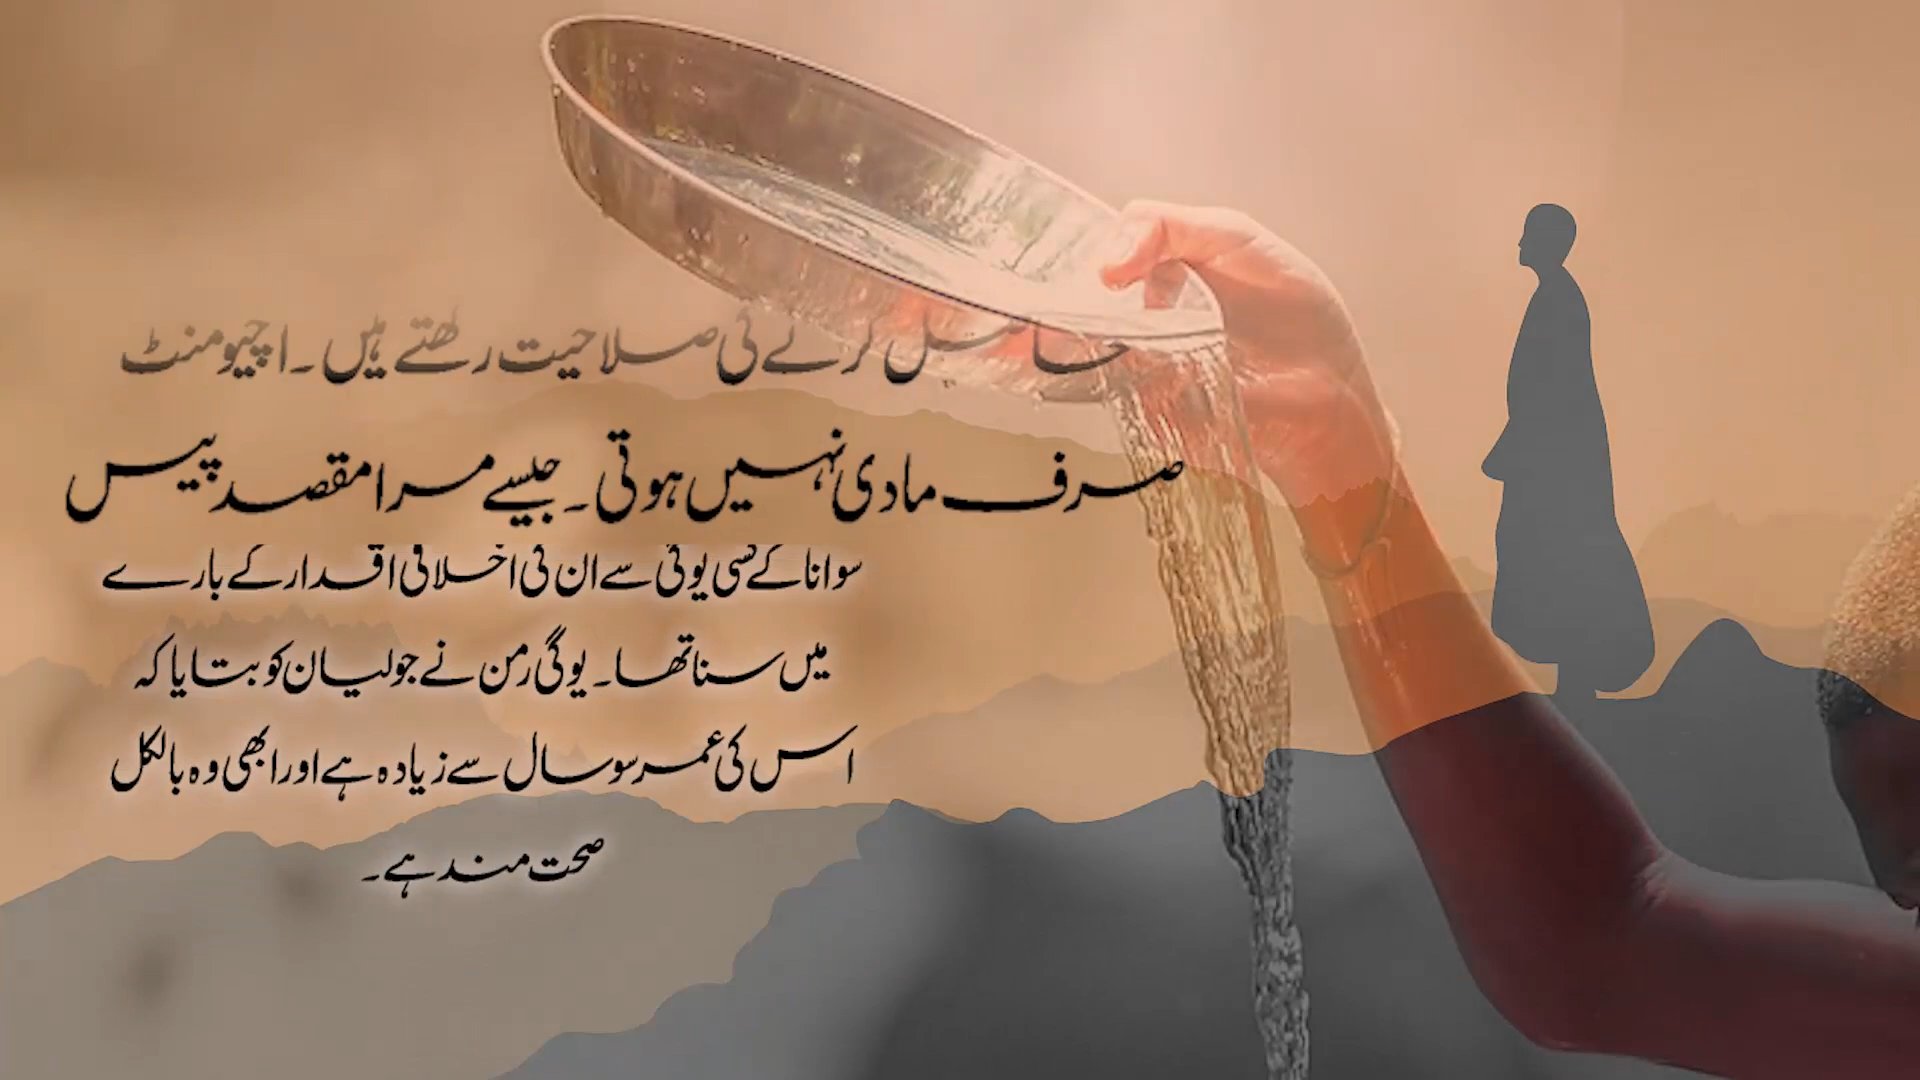 حاصل کرنے کی صلاحیت رکھتے ہیں۔ اچیومنٹ
صرف مادی نہیں ہوتی۔ جیسے مرا مقصد پیس
سوانا کے کسی یوگی سے ان کی اخلاقی اقدار کے بارے
میں سنا تھا۔ یوگی رمن نے جولیان کو بتایا کہ
اس کی عمر سو سال سے زیادہ ہے اور ابھی وہ بالکل
صحت مند ہے۔